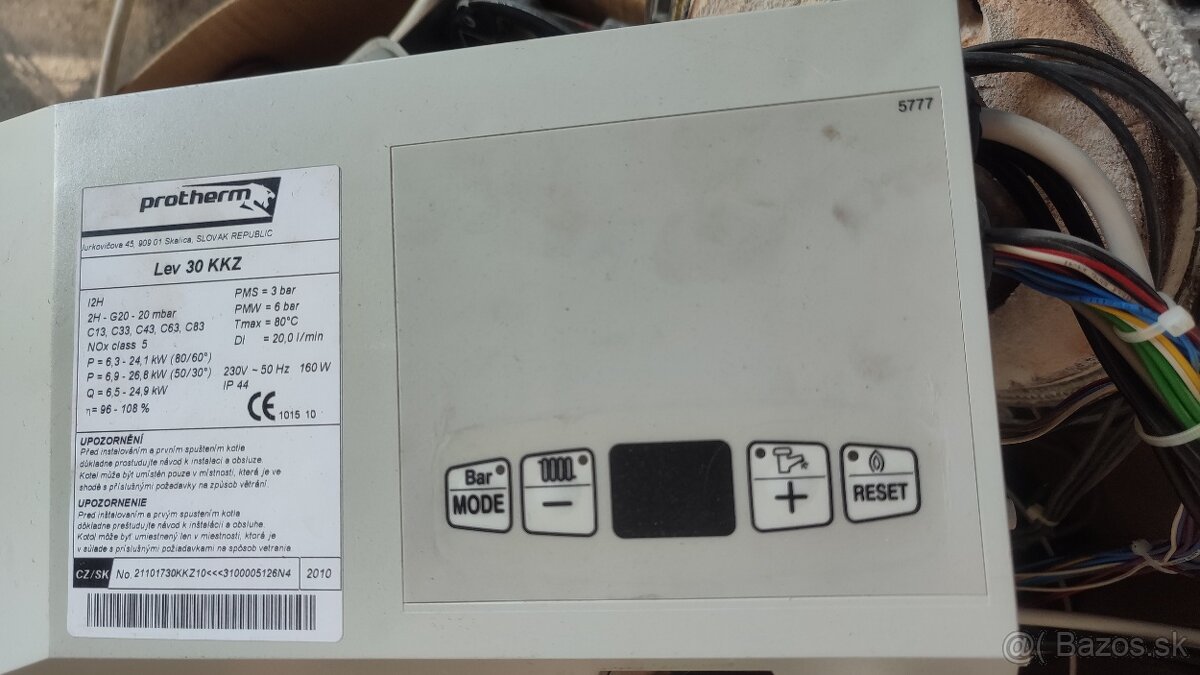 5777
protherm
Jurkovičova 45, 909 01 Skalica, SLOVAK REPUBLIC
Lev 30 KKZ
I2H
2H - G20 - 20 mbar
C13, C33, C43, C63, C83
NOx class 5
P = 6,3 - 24,1 kW (80/60°)
P = 6,9 - 26,8 kW (50/30°)
Q = 6,5 - 24,9 kW
η = 96 - 108 %
PMS = 3 bar
PMW = 6 bar
Tmax = 80°C
DI = 20,0 l/min
230V ~ 50 Hz 160 W
IP 44
CE 1015 10
UPOZORNĚNÍ
Před instalováním a prvním spuštením kotle
důkladne prostudujte návod k instalaci a obsluze.
Kotel může být umístěn pouze v místnosti, která je ve
shodě s příslušnými požadavky na způsob větrání.
UPOZORNENIE
Pred inštalovaním a prvým spustením kotla
dôkladne preštudujte návod k inštalácii a obsluhe.
Kotol môže byť umiestnený len v miestnosti, ktorá je
v súlade s príslušnými požiadavkami na spôsob vetrania
CZ/SK No. 21101730KKZ10<<<3100005126N4 2010
Bar
MODE
−
+
RESET
@( Bazos.sk